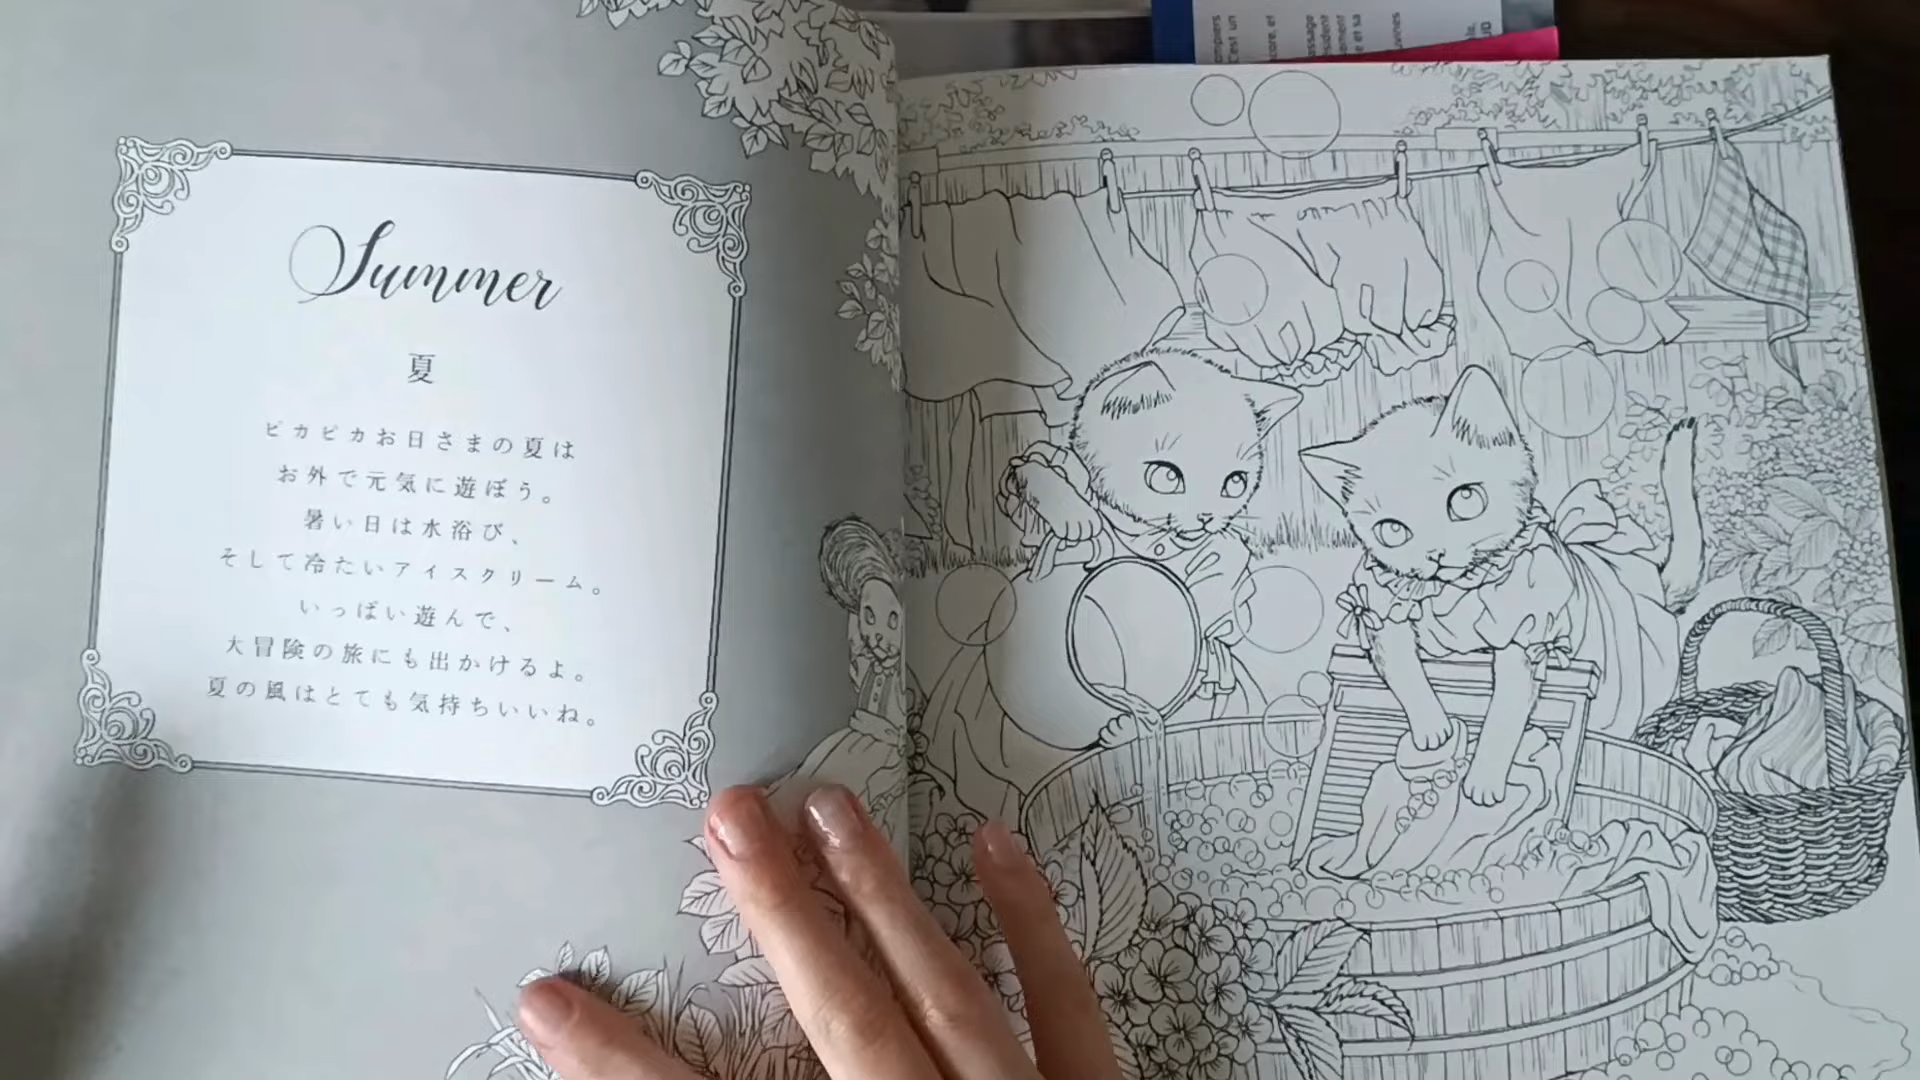 Summer
夏
ピカピカお日さまの夏は
お外で元気に遊ぼう。
暑い日は水浴び、
そして冷たいアイスクリーム。
いっぱい遊んで、
大冒険の旅にも出かけるよ。
夏の風はとても気持ちいいね。